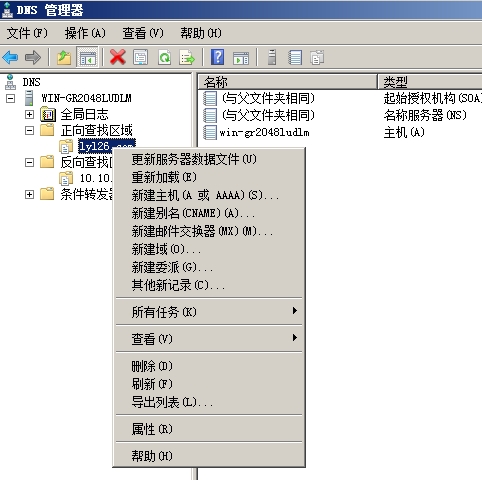 DNS 管理器
文件(F) 操作(A) 查看(V) 帮助(H)
DNS
WIN-GR2048LUDLM
全局日志
正向查找区域
反向查找
10.10.
条件转发器
名称 类型
(与父文件夹相同) 起始授权机构(SOA)
(与父文件夹相同) 名称服务器(NS)
win-gr2048ludlm 主机(A)
更新服务器数据文件(U)
重新加载(E)
新建主机(A 或 AAAA)(S)...
新建别名(CNAME)(A)...
新建邮件交换器(MX)(M)...
新建域(O)...
新建委派(G)...
其他新记录(C)...
所有任务(K)
查看(V)
删除(D)
刷新(F)
导出列表(L)...
属性(R)
帮助(H)